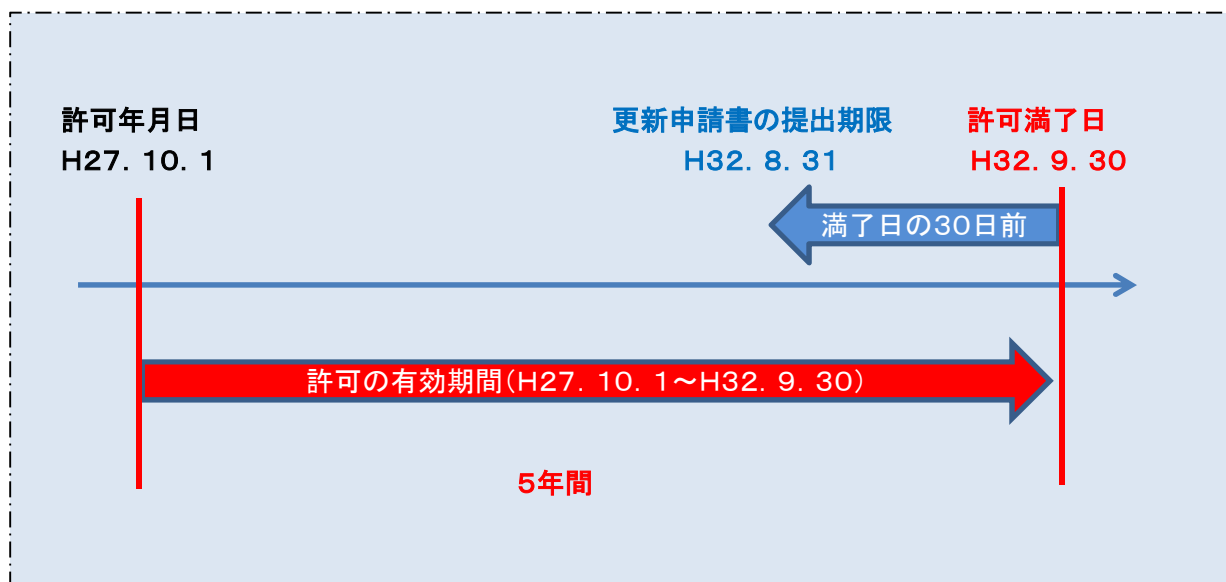 許可年月日
H27．10．1
更新申請書の提出期限
H32．8．31
許可満了日
H32．9．30
満了日の30日前
許可の有効期間（H27．10．1～H32．9．30）
5年間